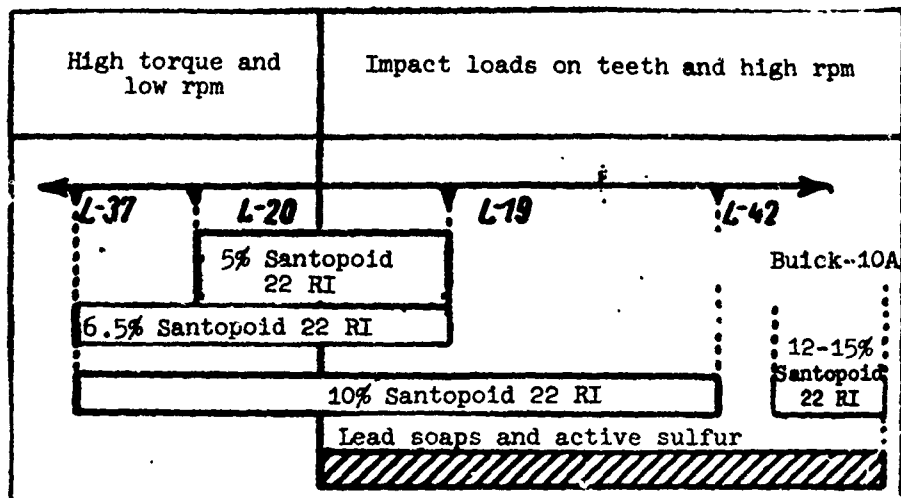 High torque and
low rpm
Impact loads on teeth and high rpm
L-37
L-20
L-19
L-42
5% Santopoid
22 RI
Buick-10A
6.5% Santopoid 22 RI
12-15%
Santopoid
22 RI
10% Santopoid 22 RI
Lead soaps and active sulfur